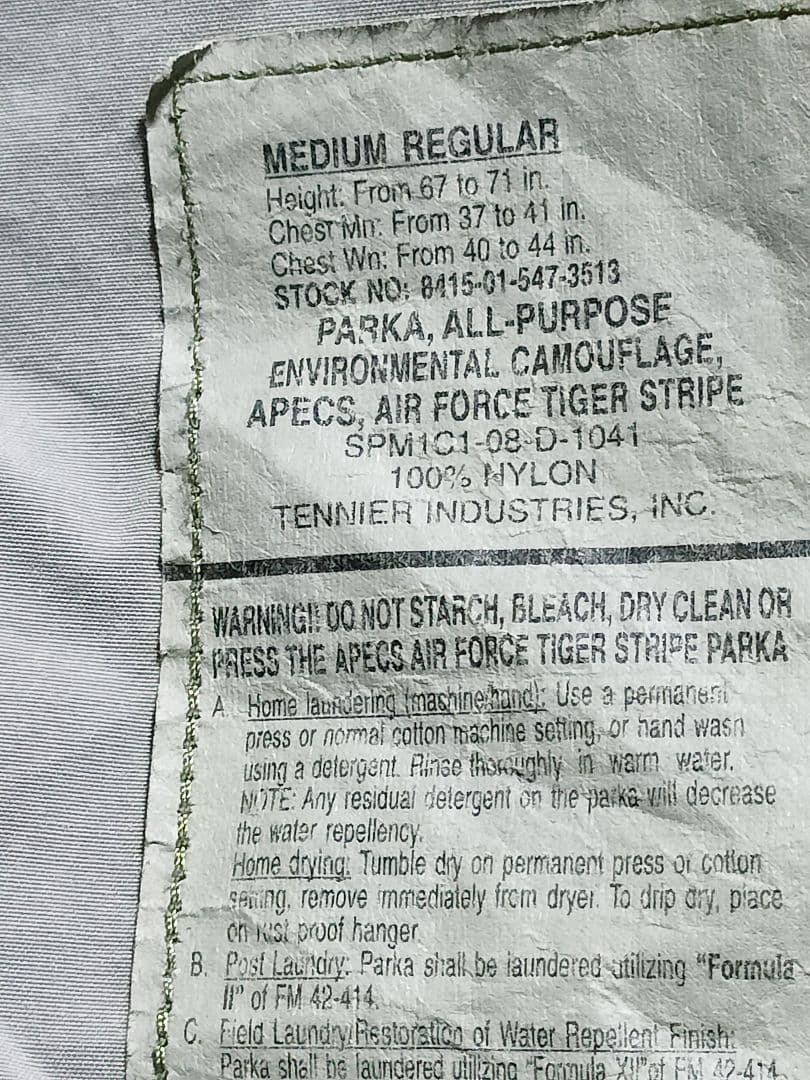 MEDIUM REGULAR
Height: From 67 to 71 in.
Chest Mn: From 37 to 41 in.
Chest Wn: From 40 to 44 in.
STOCK NO: 8415-01-547-3513
PARKA, ALL-PURPOSE
ENVIRONMENTAL CAMOUFLAGE,
APECS, AIR FORCE TIGER STRIPE
SPM1C1-08-D-1041
100% NYLON
TENNIER INDUSTRIES, INC.
WARNING!! DO NOT STARCH, BLEACH, DRY CLEAN OR
PRESS THE APECS AIR FORCE TIGER STRIPE PARKA
A. Home laundering (machine/hand): Use a permanent
press or normal cotton machine setting, or hand wash
using a detergent. Rinse thoroughly in warm water.
NOTE: Any residual detergent on the parka will decrease
the water repellency.
Home drying: Tumble dry on permanent press or cotton
setting, remove immediately from dryer. To drip dry, place
on rust proof hanger.
B. Post Laundry: Parka shall be laundered utilizing "Formula
II" of FM 42-414.
C. Field Laundry/Restoration of Water Repellent Finish:
Parka shall be laundered utilizing "Formula XII" of FM 42-414.